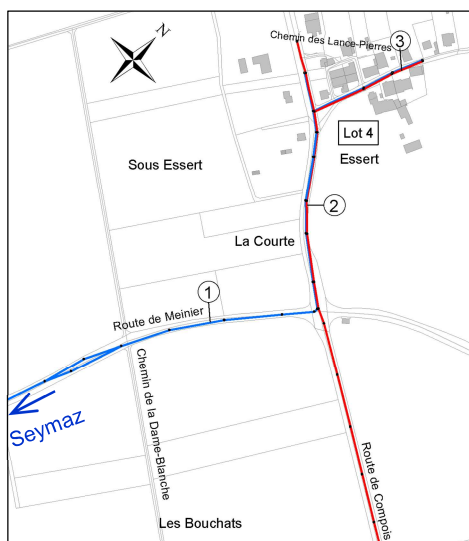 N
Chemin des Lance-Pierres
3
Lot 4
Essert
Sous Essert
2
La Courte
1
Route de Meinier
Chemin de la Dame-Blanche
Seymaz
Route de Compois
Les Bouchats